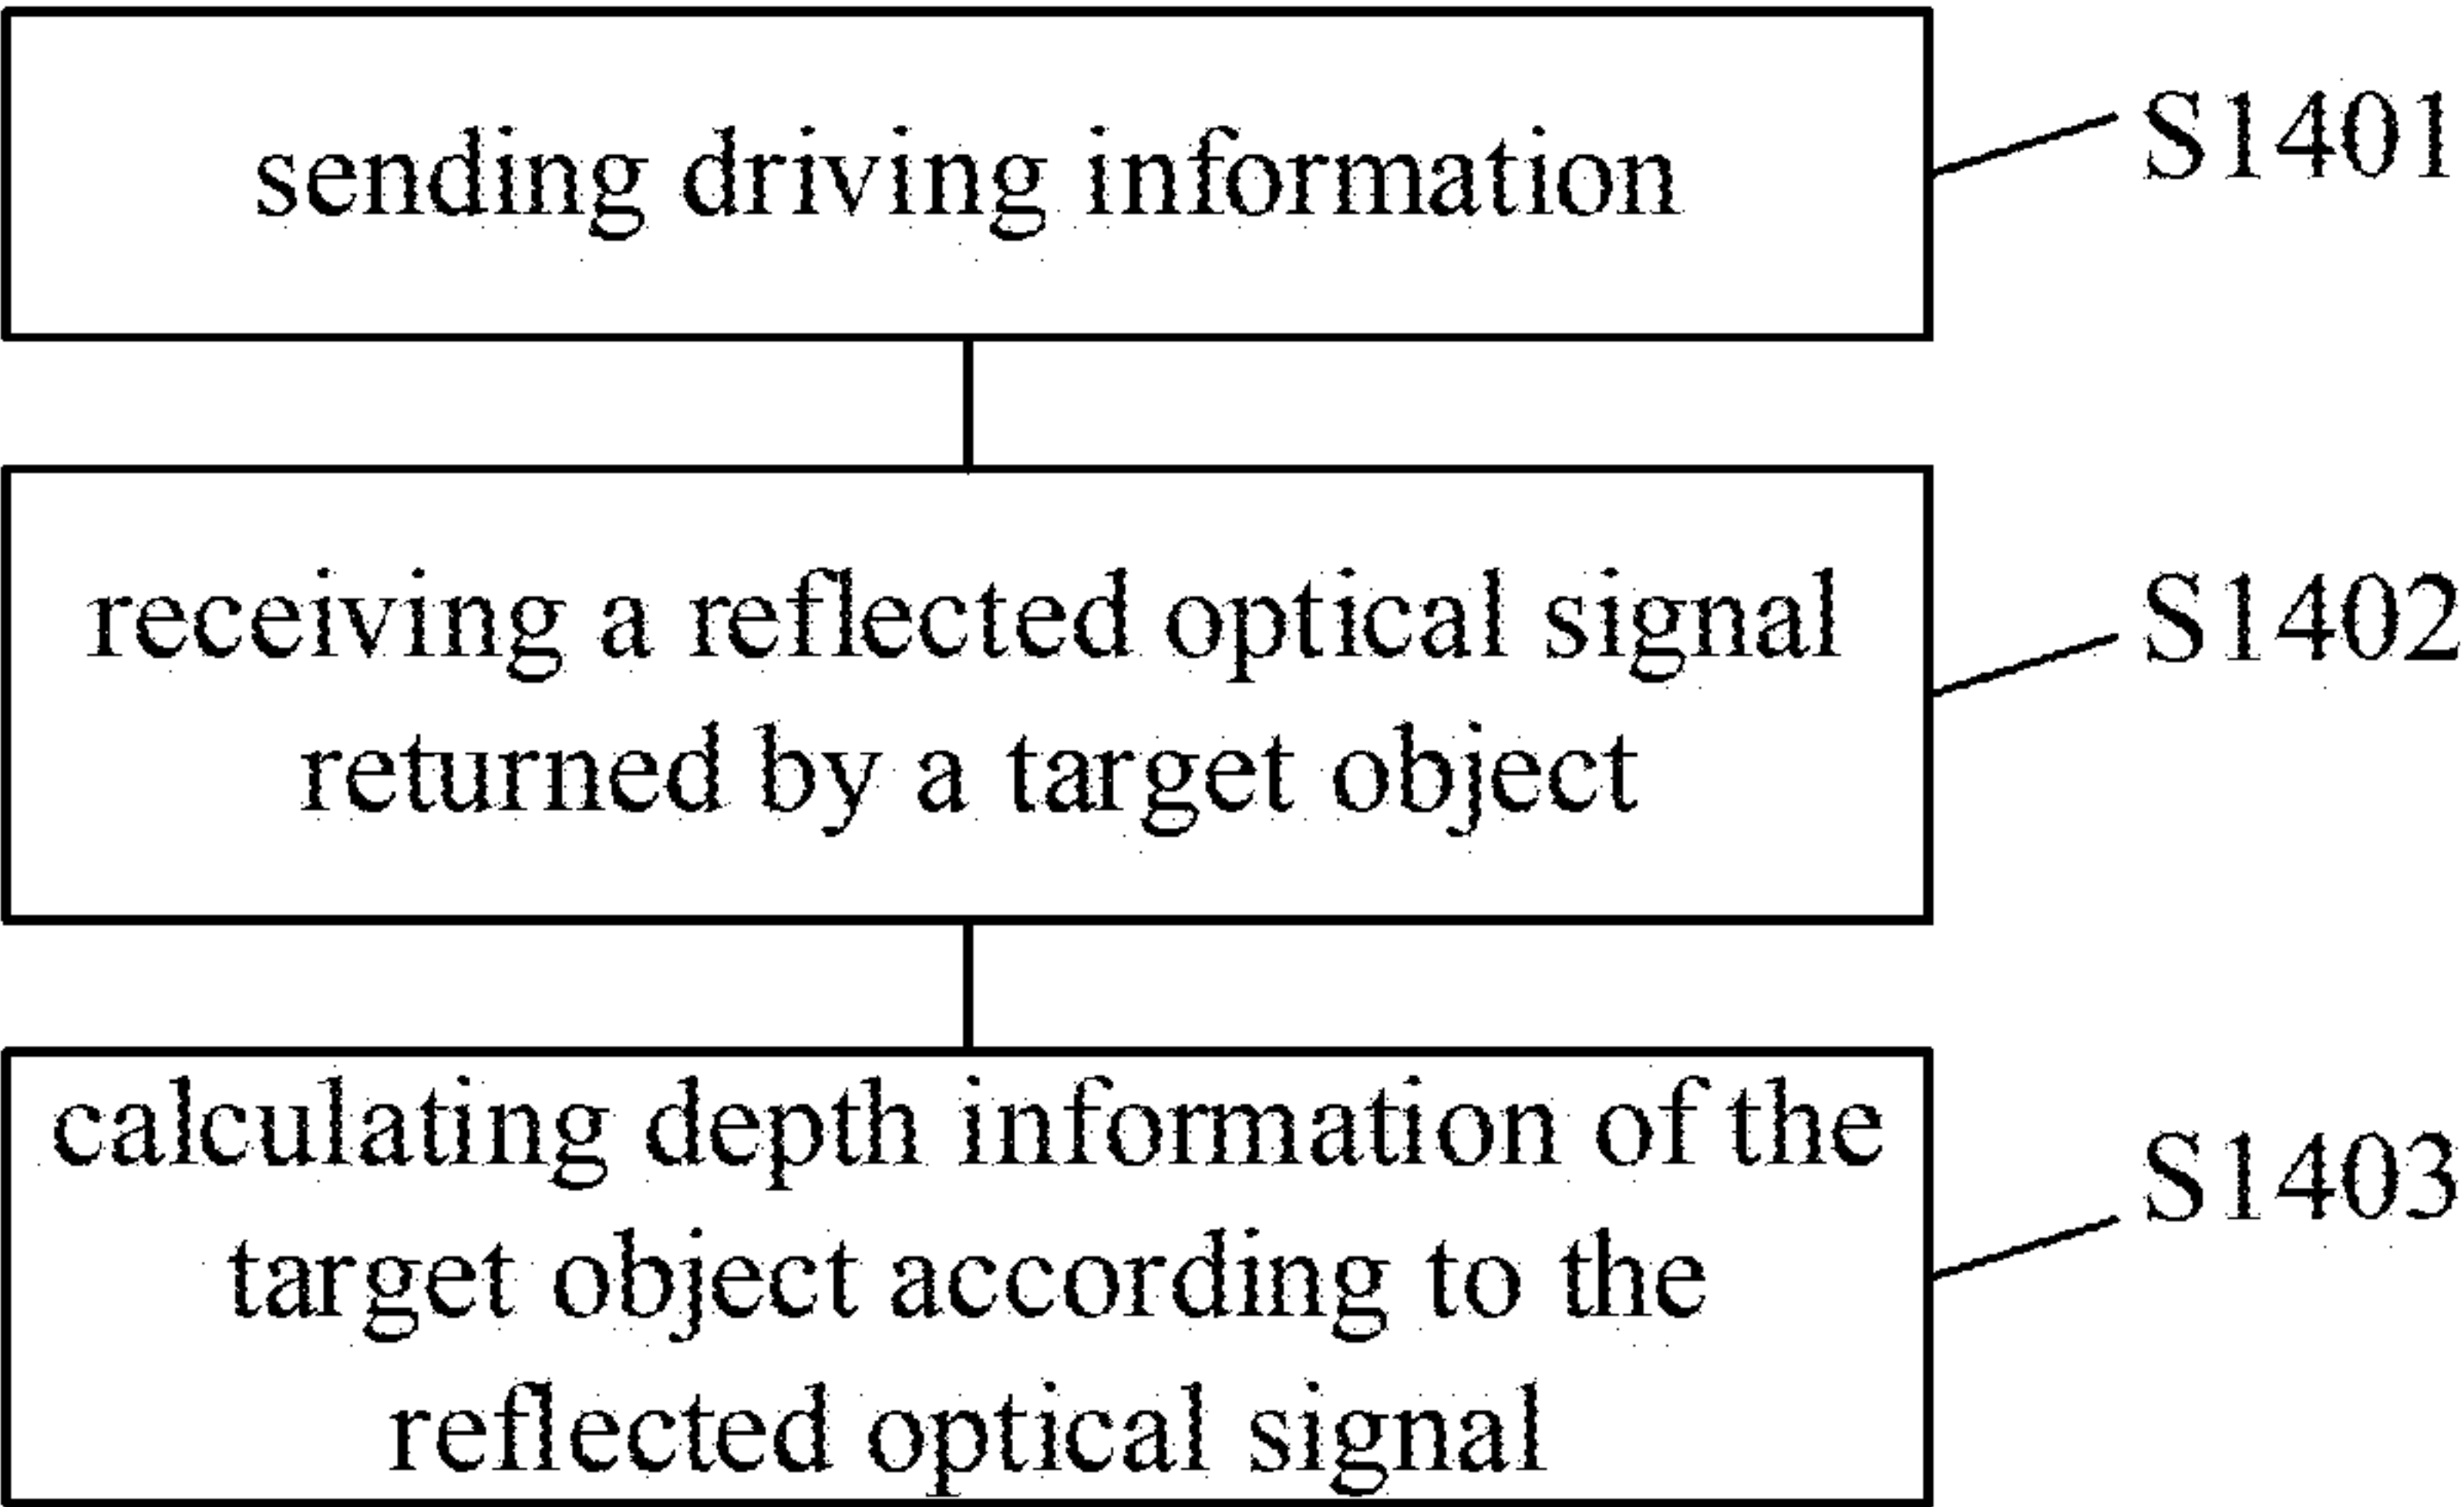 sending driving information
S1401
receiving a reflected optical signal
returned by a target object
S1402
calculating depth information of the
target object according to the
reflected optical signal
S1403